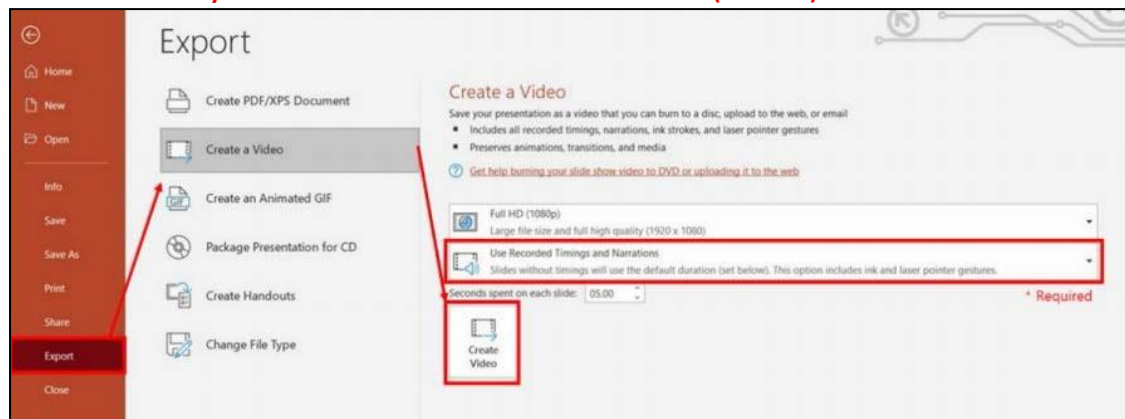 Export
Home
New
Open
Info
Save
Save As
Print
Share
Export
Close
Create PDF/XPS Document
Create a Video
Create an Animated GIF
GIF
Package Presentation for CD
Create Handouts
Change File Type
Create a Video
Save your presentation as a video that you can burn to a disc, upload to the web, or email
Includes all recorded timings, narrations, ink strokes, and laser pointer gestures
Preserves animations, transitions, and media
Get help burning your slide show video to DVD or uploading it to the web
Full HD (1080p)
Large file size and full high quality (1920 x 1080)
Use Recorded Timings and Narrations
Slides without timings will use the default duration (set below). This option includes ink and laser pointer gestures.
Seconds spent on each slide: 05.00
* Required
Create
Video